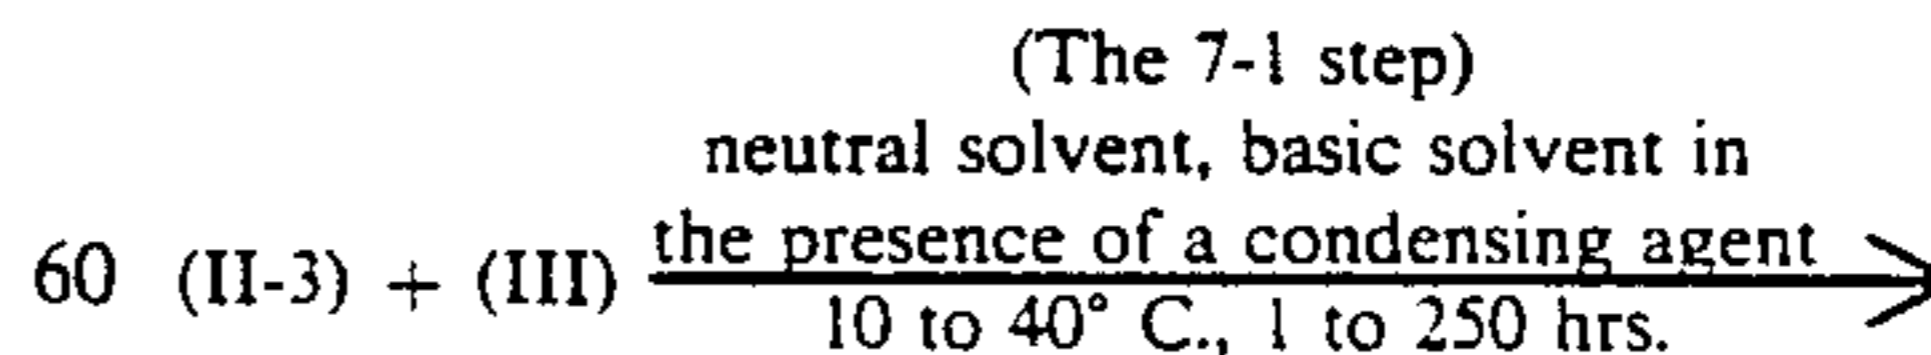 (The 7-1 step)
neutral solvent, basic solvent in
the presence of a condensing agent
60 (II-3) + (III)
10 to 40° C., 1 to 250 hrs.